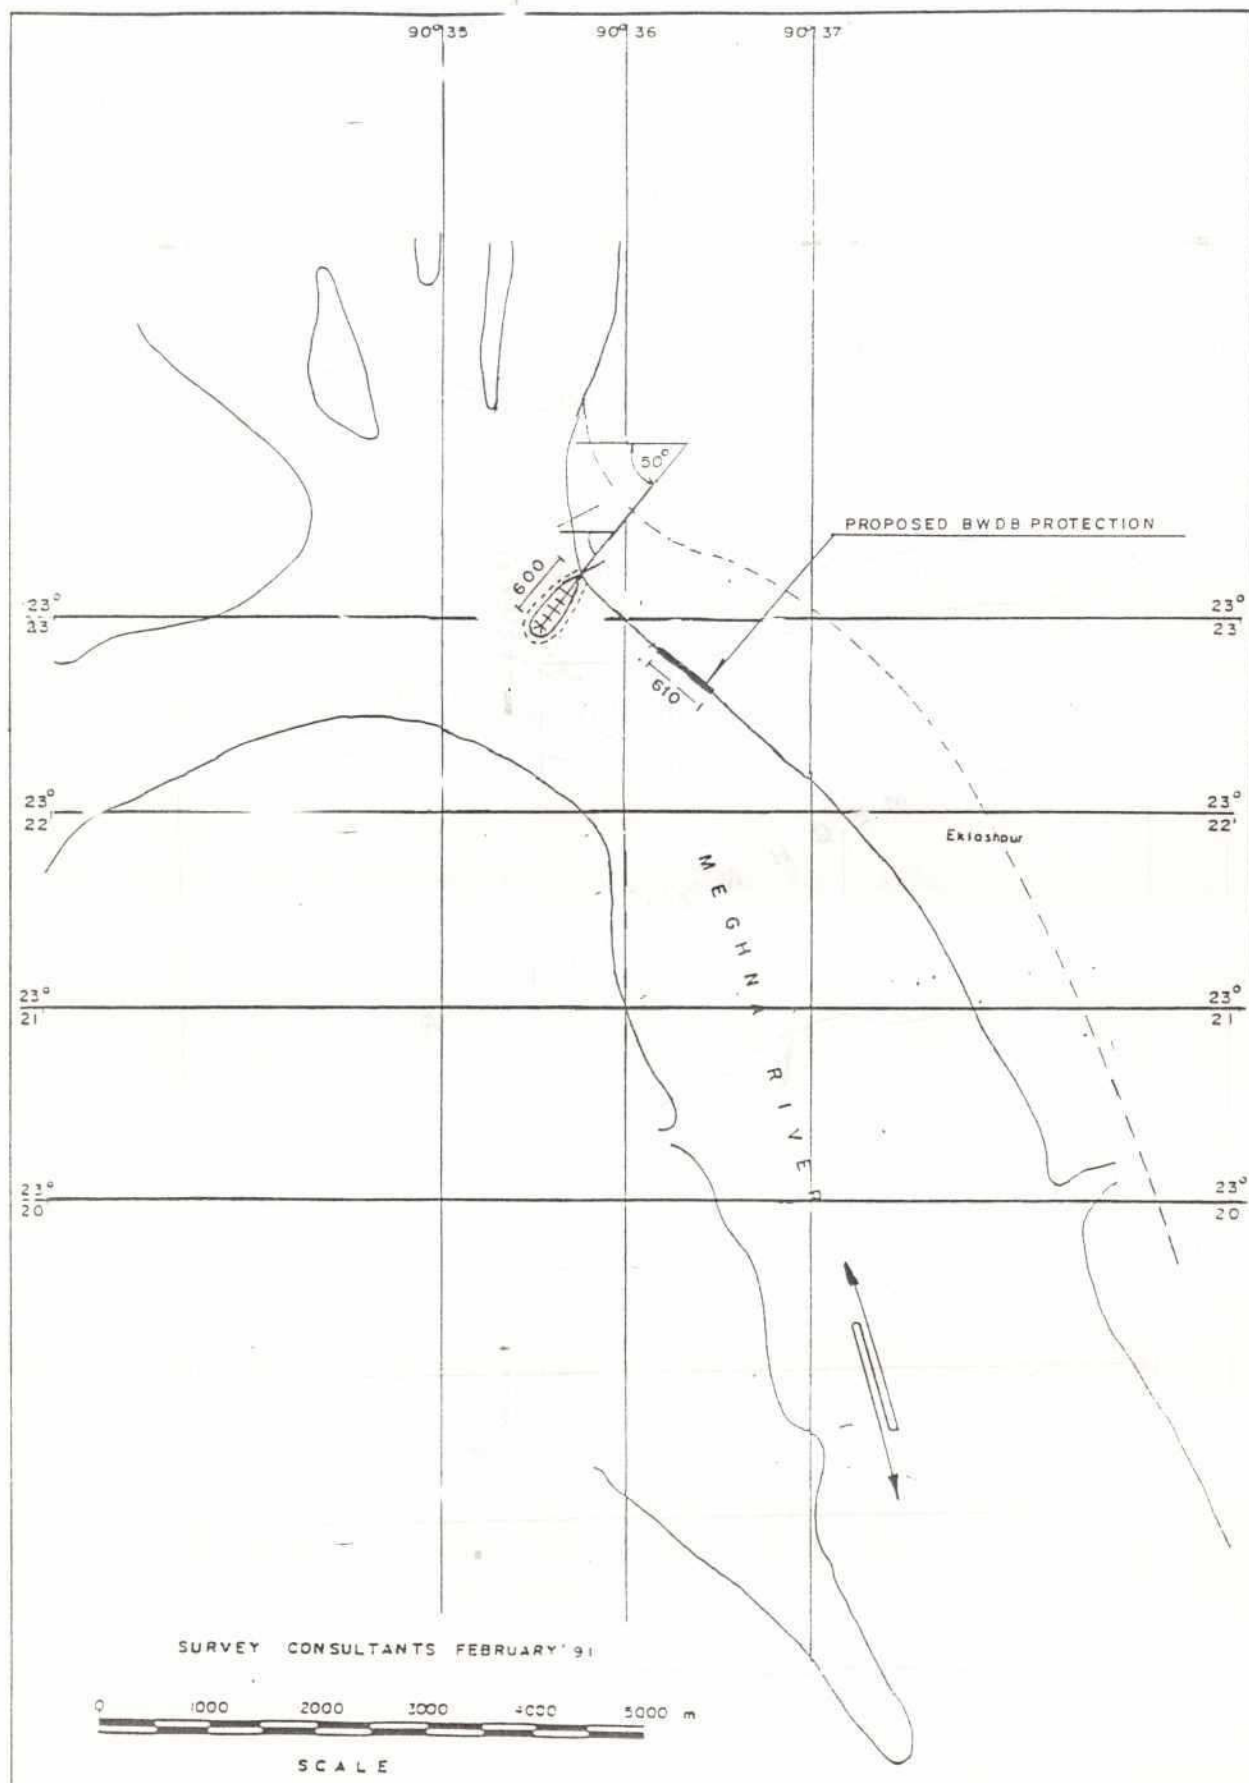 90° 35 90° 36 90° 37
50°
PROPOSED BWDB PROTECTION
600
23° 23' 23° 23'
610
23° 22' 23° 22'
Eklashpur
MEGHNA RIVER
23° 21' 23° 21'
23° 20' 23° 20'
SURVEY CONSULTANTS FEBRUARY' 91
0 1000 2000 3000 4000 5000 m
SCALE